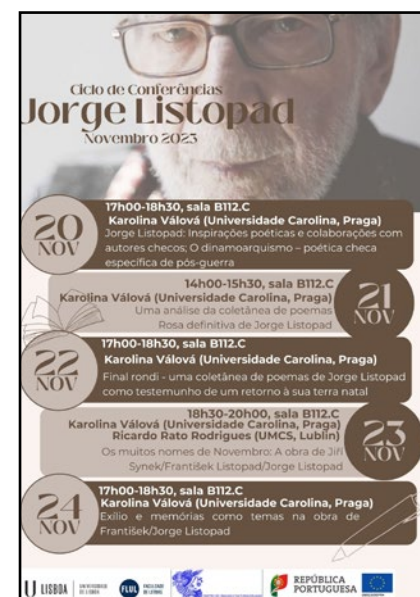 Ciclo de Conferências
Jorge Listopad
Novembro 2023
20
NOV
17h00-18h30, sala B112.C
Karolina Válová (Universidade Carolina, Praga)
Jorge Listopad: Inspirações poéticas e colaborações com
autores checos; O dinamoarquismo – poética checa
específica de pós-guerra
14h00-15h30, sala B112.C
Karolina Válová (Universidade Carolina, Praga)
Uma análise da coletânea de poemas
Rosa definitiva de Jorge Listopad
21
NOV
22
NOV
17h00-18h30, sala B112.C
Karolina Válová (Universidade Carolina, Praga)
Final rondi - uma coletânea de poemas de Jorge Listopad
como testemunho de um retorno à sua terra natal
18h30-20h00, sala B112.C
Karolina Válová (Universidade Carolina, Praga)
Ricardo Rato Rodrigues (UMCS, Lublin)
Os muitos nomes de Novembro: A obra de Jiří
Synek/František Listopad/Jorge Listopad
23
NOV
24
NOV
17h00-18h30, sala B112.C
Karolina Válová (Universidade Carolina, Praga)
Exílio e memórias como temas na obra de
František/Jorge Listopad
U LISBOA
UNIVERSIDADE
DE LISBOA
FLUL
FACULDADE
DE LETRAS
REPÚBLICA
PORTUGUESA